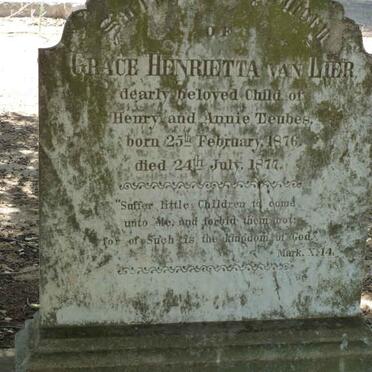 OF
GRACE HENRIETTA VAN LIER
dearly beloved Child of
Henry and Annie Teubes,
born 25th February, 1876
died 24th July, 1877.
"Suffer little Children to come
unto Me, and forbid them not:
for of Such is the kingdom of God."
Mark. X. 14.